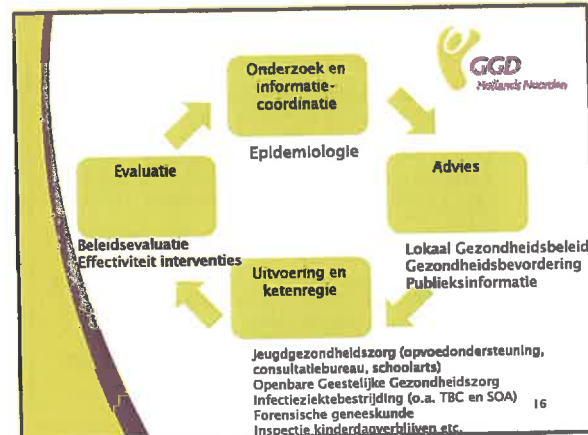 GGD
Hollands Noorden
Onderzoek en
informatie-
coördinatie
Epidemiologie
Advies
Lokaal Gezondheidsbeleid
Gezondheidsbevordering
Publieksinformatie
Uitvoering en
ketenregie
Jeugdgezondheidszorg (opvoedondersteuning,
consultatiebureau, schoolarts)
Openbare Geestelijke Gezondheidszorg
Infectieziektebestrijding (o.a. TBC en SOA)
Forensische geneeskunde
Inspectie kinderdagverblijven etc.
Evaluatie
Beleidsevaluatie
Effectiviteit interventies
16